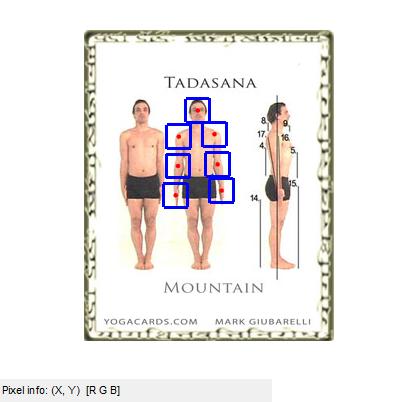 TADASANA
8. 9.
17. 16.
4. 5.
15.
14.
MOUNTAIN
YOGACARDS.COM MARK GIUBARELLI
Pixel info: (X, Y) [R G B]